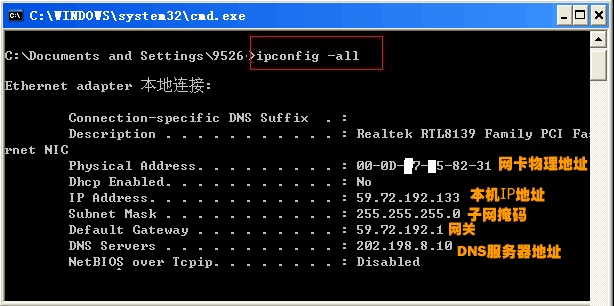 C:\WINDOWS\system32\cmd.exe
C:\Documents and Settings\9526>ipconfig -all
Ethernet adapter 本地连接:
Connection-specific DNS Suffix . :
Description . . . . . . . . . . . : Realtek RTL8139 Family PCI Fas
rnet NIC
Physical Address. . . . . . . . . : 00-0D- 7- 5-82-31 网卡物理地址
Dhcp Enabled. . . . . . . . . . . : No
IP Address. . . . . . . . . . . . : 59.72.192.133 本机IP地址
Subnet Mask . . . . . . . . . . . : 255.255.255.0 子网掩码
Default Gateway . . . . . . . . . : 59.72.192.1 网关
DNS Servers . . . . . . . . . . . : 202.198.8.10 DNS服务器地址
NetBIOS over Tcpip. . . . . . . . : Disabled